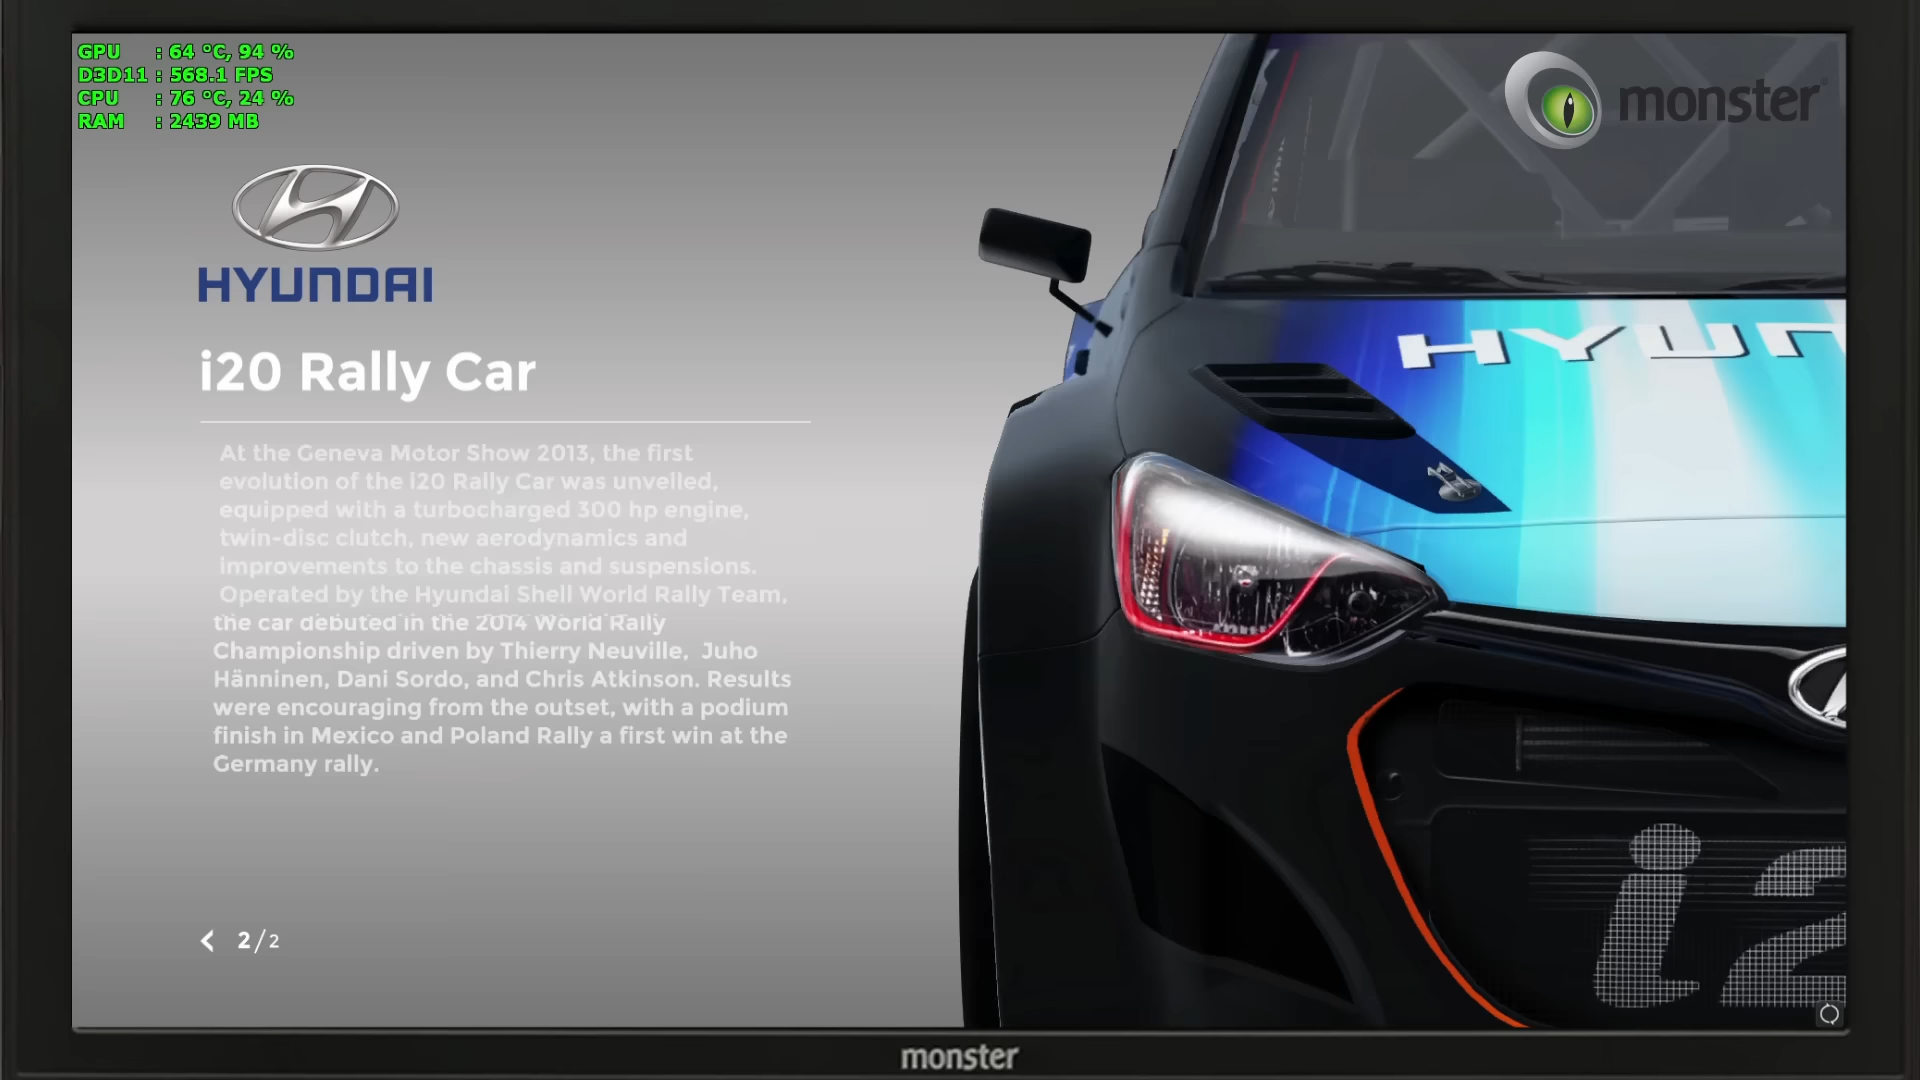 GPU : 64 °C, 94 %
D3D11 : 568.1 FPS
CPU : 76 °C, 24 %
RAM : 2439 MB
monster
HYUNDAI
HYUN
i20 Rally Car
At the Geneva Motor Show 2013, the first
evolution of the i20 Rally Car was unveiled,
equipped with a turbocharged 300 hp engine,
twin-disc clutch, new aerodynamics and
improvements to the chassis and suspensions.
Operated by the Hyundai Shell World Rally Team,
the car debuted in the 2014 World Rally
Championship driven by Thierry Neuville, Juho
Hänninen, Dani Sordo, and Chris Atkinson. Results
were encouraging from the outset, with a podium
finish in Mexico and Poland Rally a first win at the
Germany rally.
i2
2/2
monster